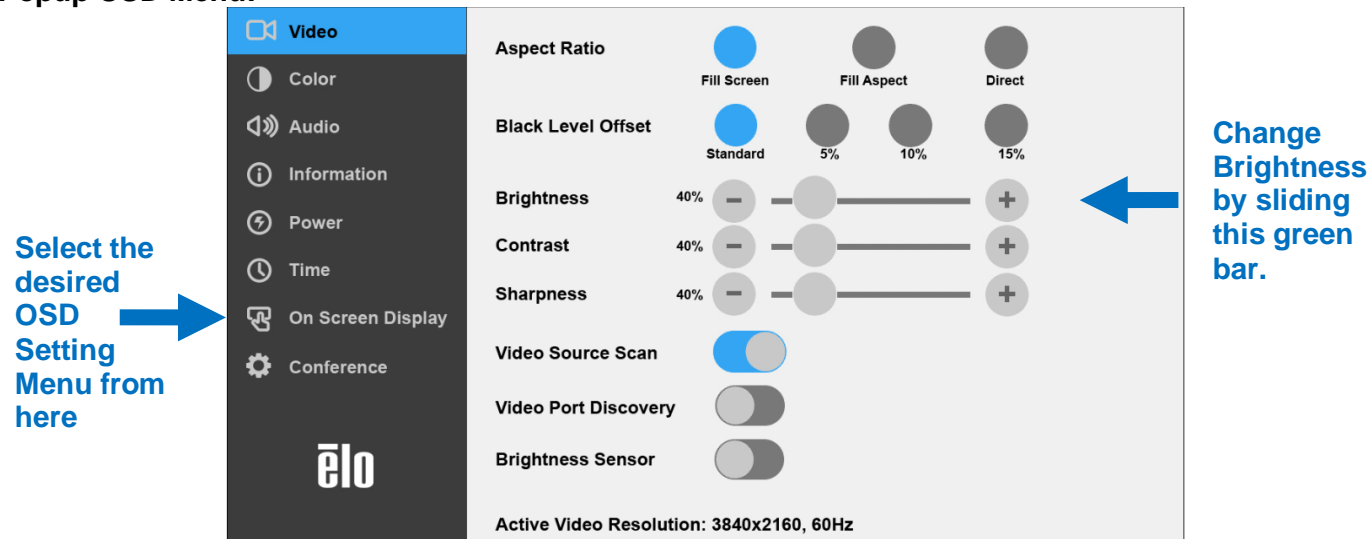 Popup OSD Menu:
Video
Color
Audio
Information
Power
Time
On Screen Display
Conference
ēlo
Aspect Ratio
Fill Screen
Fill Aspect
Direct
Black Level Offset
Standard
5%
10%
15%
Brightness
40%
Contrast
40%
Sharpness
40%
Video Source Scan
Video Port Discovery
Brightness Sensor
Active Video Resolution: 3840x2160, 60Hz
Select the
desired
OSD
Setting
Menu from
here
Change
Brightness
by sliding
this green
bar.